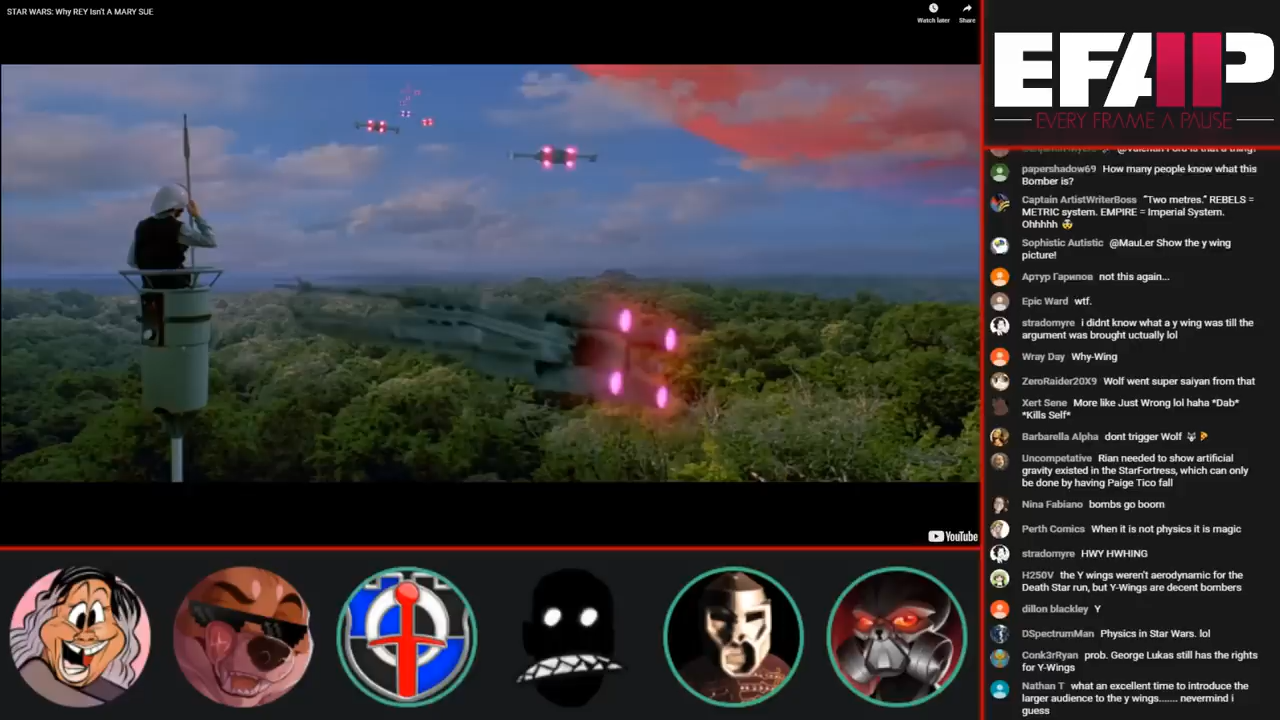 STAR WARS: Why REY Isn't A MARY SUE
Watch later
Share
YouTube
EFAP
EVERY FRAME A PAUSE
papershadow69 How many people know what this
Bomber is?
Captain ArtistWriterBoss "Two metres." REBELS =
METRIC system. EMPIRE = Imperial System.
Ohhhhh
Sophistic Autistic @MauLer Show the y wing
picture!
Артур Гарипов not this again...
Epic Ward wtf.
stradomyre i didnt know what a y wing was till the
argument was brought uctually lol
Wray Day Why-Wing
ZeroRaider20X9 Wolf went super saiyan from that
Xert Sene More like Just Wrong lol haha *Dab*
*Kills Self*
Barbarella Alpha dont trigger Wolf
Uncompetative Rian needed to show artificial
gravity existed in the StarFortress, which can only
be done by having Paige Tico fall
Nina Fabiano bombs go boom
Perth Comics When it is not physics it is magic
stradomyre HWY HWHING
H250V the Y wings weren't aerodynamic for the
Death Star run, but Y-Wings are decent bombers
dillon blackley Y
DSpectrumMan Physics in Star Wars. lol
Conk3rRyan prob. George Lukas still has the rights
for Y-Wings
Nathan T what an excellent time to introduce the
larger audience to the y wings....... nevermind i
guess